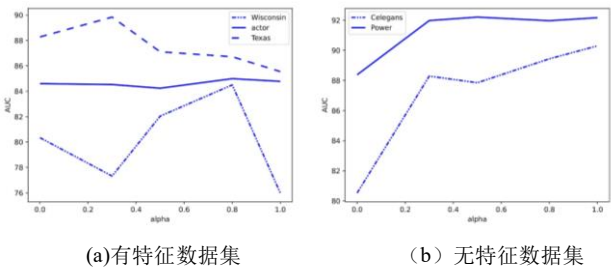 90
88
86
84
82
80
78
76
AUC
0.0 0.2 0.4 0.6 0.8 1.0
alpha
Wisconsin
actor
Texas
92
90
88
86
84
82
80
AUC
0.0 0.2 0.4 0.6 0.8 1.0
alpha
Celegans
Power
(a)有特征数据集
（b）无特征数据集